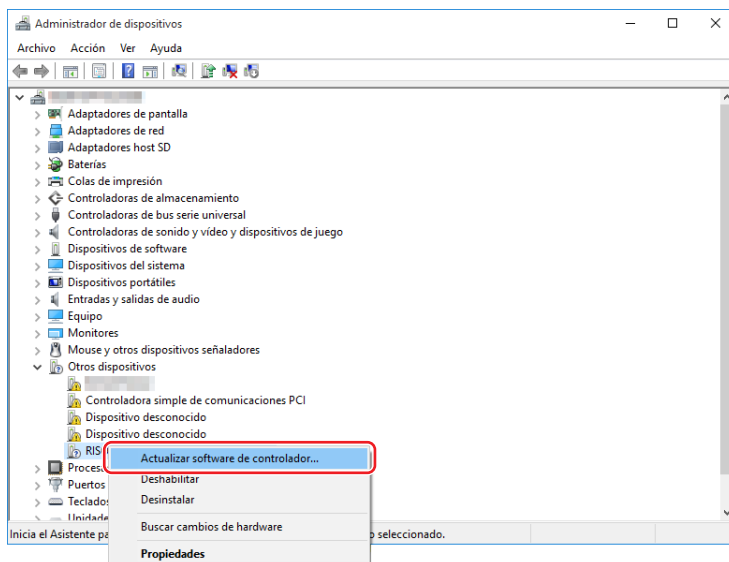 Administrador de dispositivos
Archivo Acción Ver Ayuda
Adaptadores de pantalla
Adaptadores de red
Adaptadores host SD
Baterías
Colas de impresión
Controladoras de almacenamiento
Controladoras de bus serie universal
Controladoras de sonido y vídeo y dispositivos de juego
Dispositivos de software
Dispositivos del sistema
Dispositivos portátiles
Entradas y salidas de audio
Equipo
Monitores
Mouse y otros dispositivos señaladores
Otros dispositivos
Controladora simple de comunicaciones PCI
Dispositivo desconocido
Dispositivo desconocido
Actualizar software de controlador...
Deshabilitar
Puertos
Desinstalar
Buscar cambios de hardware
Inicia el Asistente seleccionado.
Propiedades